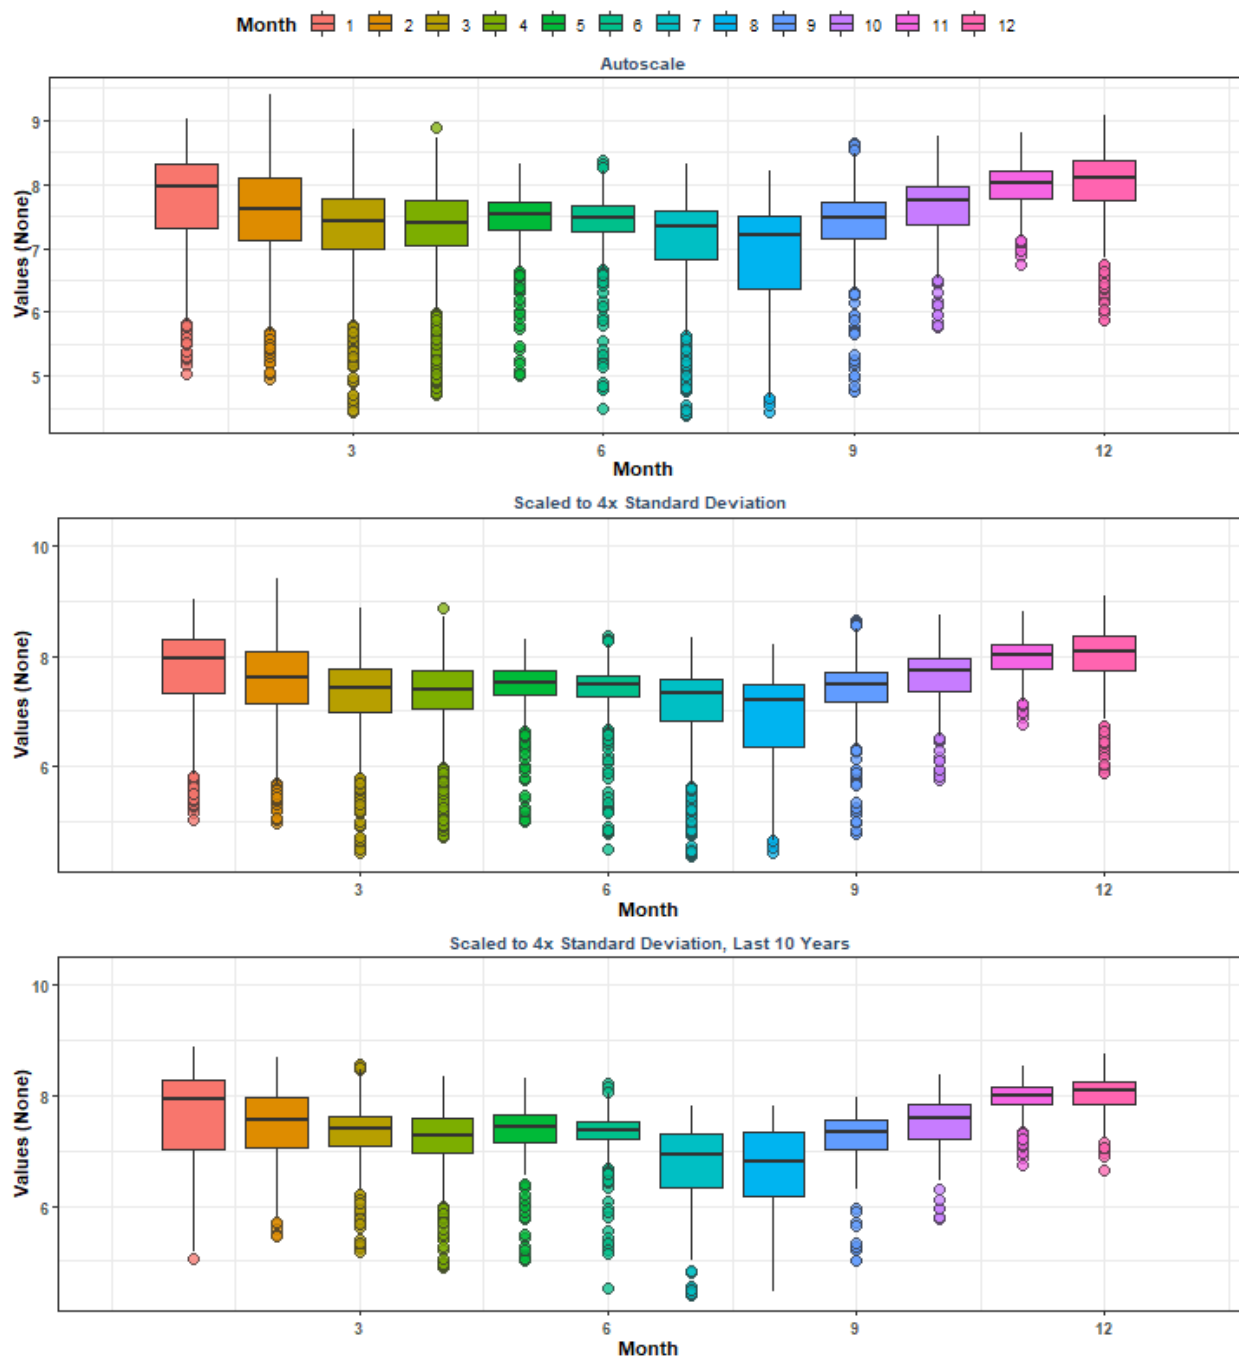 Month 1 2 3 4 5 6 7 8 9 10 11 12
Autoscale
Values (None)
9
8
7
6
5
3 6 9 12
Month
Scaled to 4x Standard Deviation
Values (None)
10
8
6
3 6 9 12
Month
Scaled to 4x Standard Deviation, Last 10 Years
Values (None)
10
8
6
3 6 9 12
Month